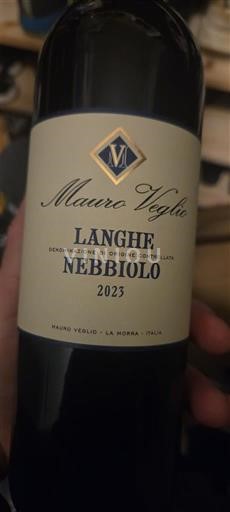 MV
Mauro Veglio
LANGHE
DENOMINAZIONE DI ORIGINE CONTROLLATA
NEBBIOLO
2023
MAURO VEGLIO - LA MORRA - ITALIA